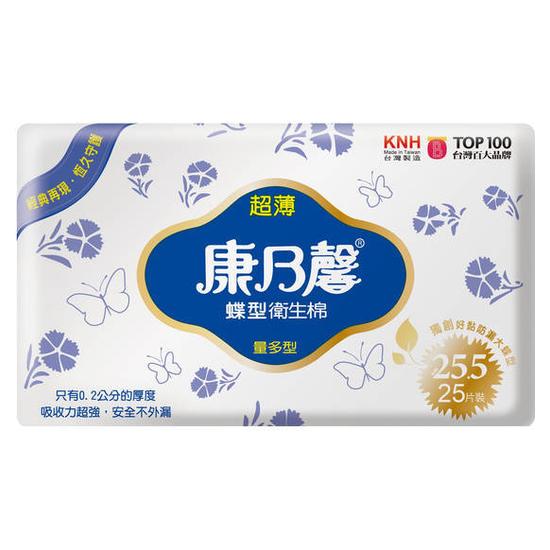 經典再現，恆久守護
KNH
Made in Taiwan
台灣製造
B
TOP 100
台灣百大品牌
超薄
康乃馨®
蝶型衛生棉
量多型
只有0.2公分的厚度
吸收力超強，安全不外漏
獨創好黏防漏大蝶型
25.5
25片裝